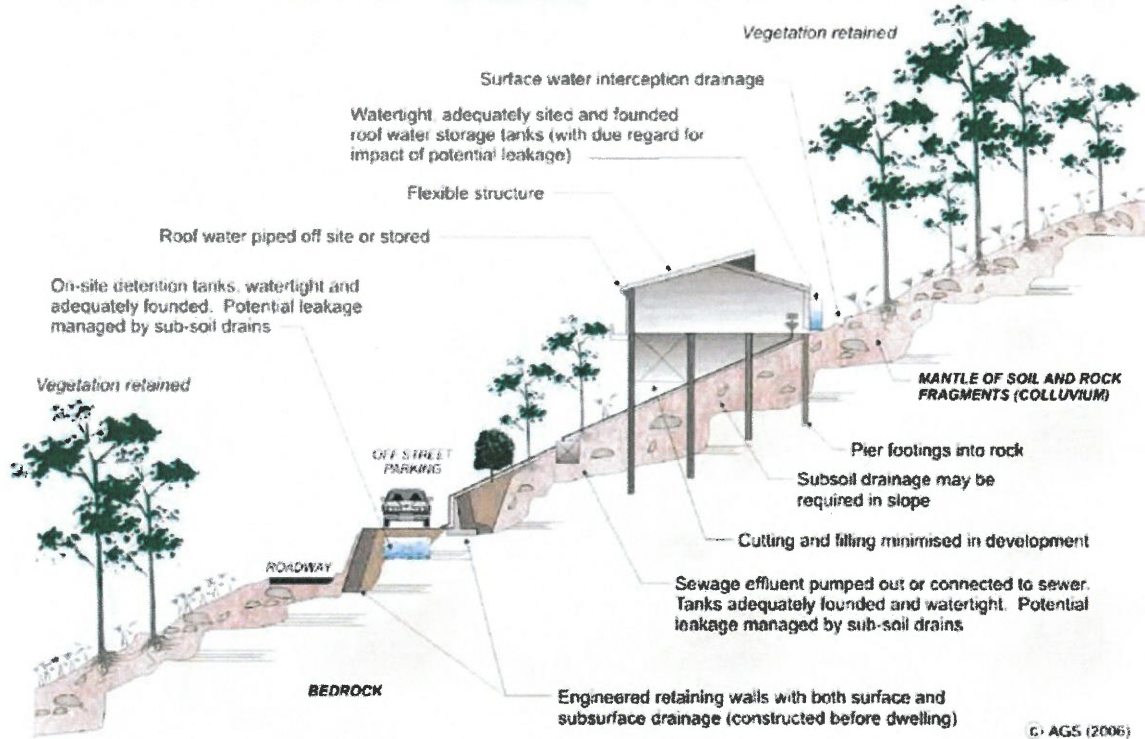 Vegetation retained
Surface water interception drainage
Watertight, adequately sited and founded
roof water storage tanks (with due regard for
impact of potential leakage)
Flexible structure
Roof water piped off site or stored
On-site detention tanks, watertight and
adequately founded. Potential leakage
managed by sub-soil drains
Vegetation retained
MANTLE OF SOIL AND ROCK
FRAGMENTS (COLLUVIUM)
Pier footings into rock
OFF STREET
PARKING
Subsoil drainage may be
required in slope
Cutting and filling minimised in development
ROADWAY
Sewage effluent pumped out or connected to sewer.
Tanks adequately founded and watertight. Potential
leakage managed by sub-soil drains
BEDROCK
Engineered retaining walls with both surface and
subsurface drainage (constructed before dwelling)
© AGS (2006)